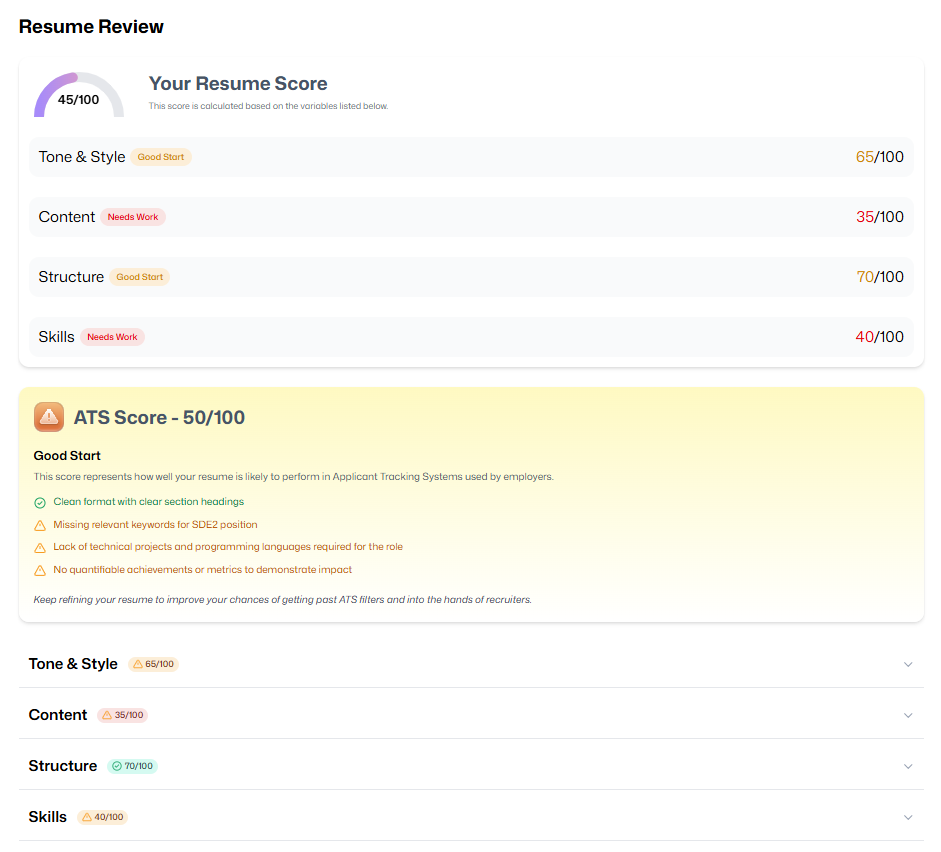 Resume Review
45/100
Your Resume Score
This score is calculated based on the variables listed below.
Tone & Style Good Start 65/100
Content Needs Work 35/100
Structure Good Start 70/100
Skills Needs Work 40/100
ATS Score - 50/100
Good Start
This score represents how well your resume is likely to perform in Applicant Tracking Systems used by employers.
Clean format with clear section headings
Missing relevant keywords for SDE2 position
Lack of technical projects and programming languages required for the role
No quantifiable achievements or metrics to demonstrate impact
Keep refining your resume to improve your chances of getting past ATS filters and into the hands of recruiters.
Tone & Style 65/100
Content 35/100
Structure 70/100
Skills 40/100